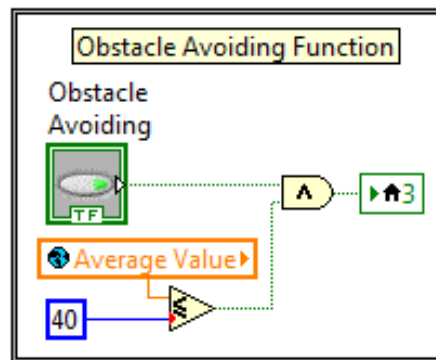 Obstacle Avoiding Function
Obstacle
Avoiding
TF
3
Average Value
40